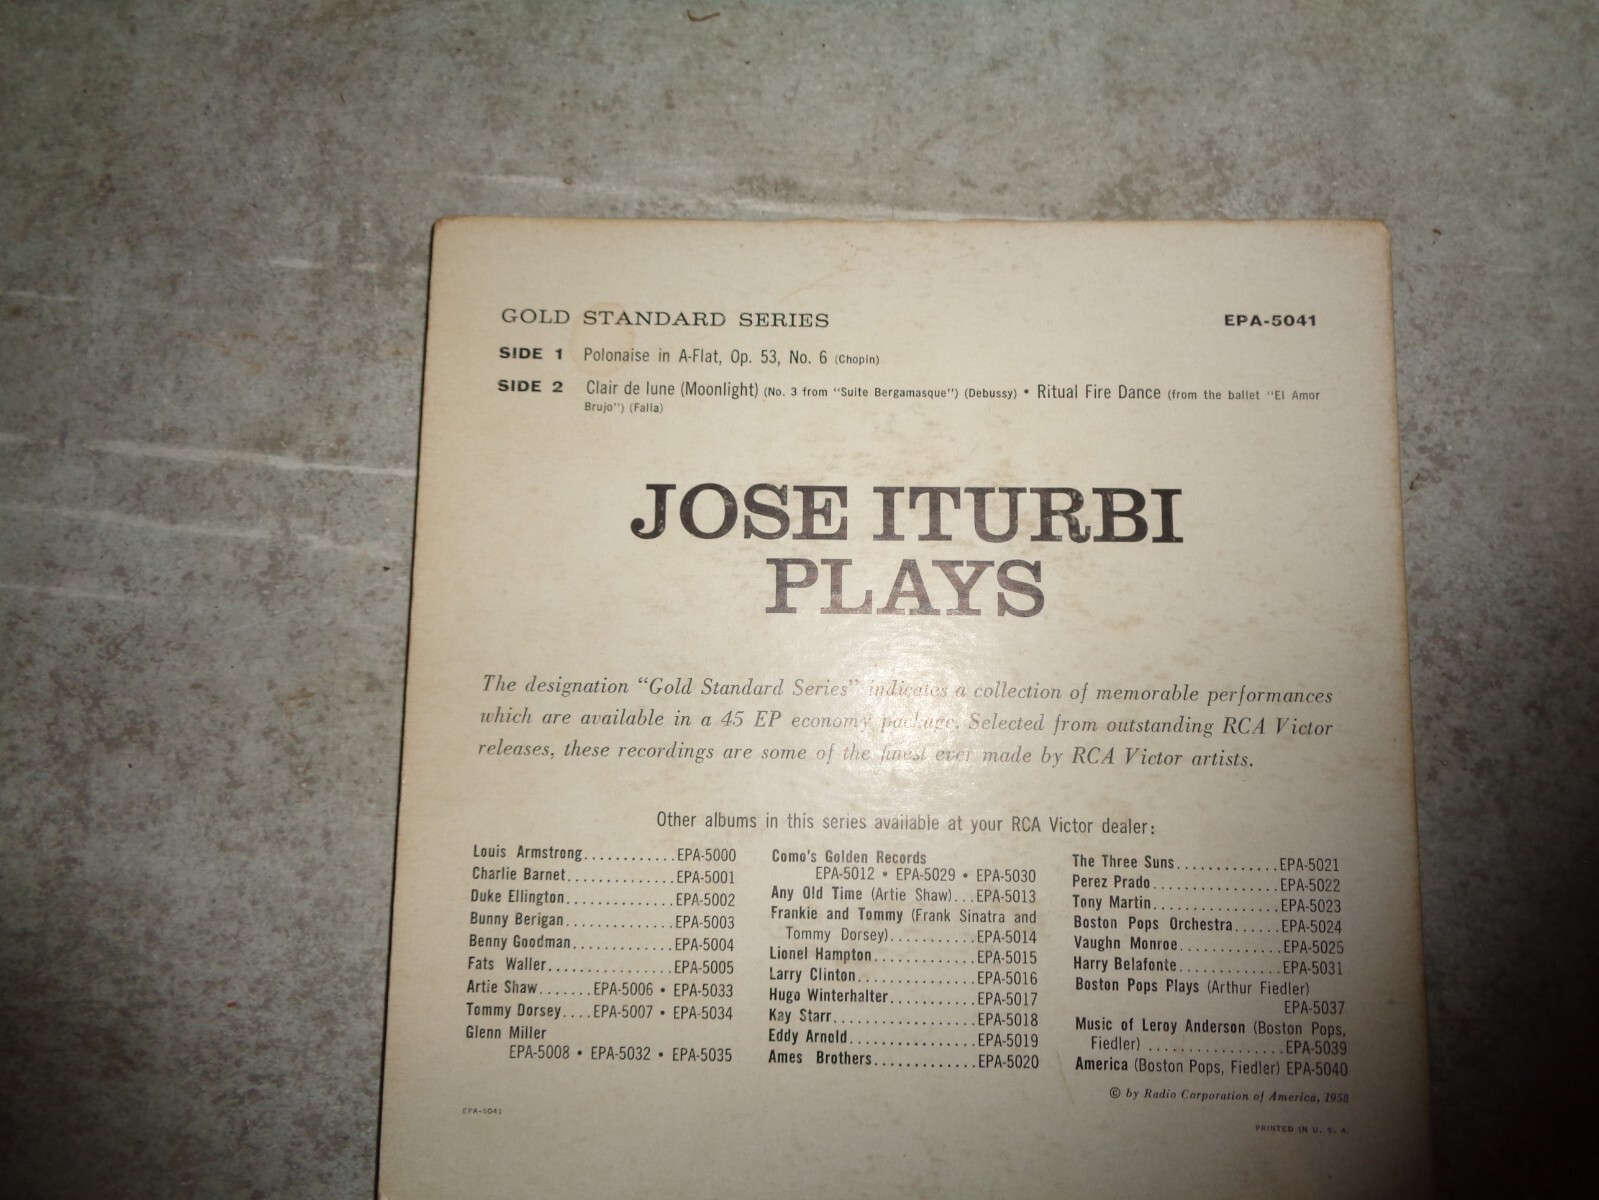 GOLD STANDARD SERIES EPA-5041
SIDE 1 Polonaise in A-Flat, Op. 53, No. 6 (Chopin)
SIDE 2 Clair de lune (Moonlight) (No. 3 from "Suite Bergamasque") (Debussy) • Ritual Fire Dance (from the ballet "El Amor
Brujo") (Falla)
JOSE ITURBI
PLAYS
The designation "Gold Standard Series" indicates a collection of memorable performances
which are available in a 45 EP economy package. Selected from outstanding RCA Victor
releases, these recordings are some of the finest ever made by RCA Victor artists.
Other albums in this series available at your RCA Victor dealer:
Louis Armstrong............EPA-5000
Charlie Barnet..............EPA-5001
Duke Ellington..............EPA-5002
Bunny Berigan..............EPA-5003
Benny Goodman.............EPA-5004
Fats Waller................EPA-5005
Artie Shaw.......EPA-5006 • EPA-5033
Tommy Dorsey....EPA-5007 • EPA-5034
Glenn Miller
EPA-5008 • EPA-5032 • EPA-5035
Como's Golden Records
EPA-5012 • EPA-5029 • EPA-5030
Any Old Time (Artie Shaw)...EPA-5013
Frankie and Tommy (Frank Sinatra and
Tommy Dorsey)...........EPA-5014
Lionel Hampton.............EPA-5015
Larry Clinton...............EPA-5016
Hugo Winterhalter...........EPA-5017
Kay Starr..................EPA-5018
Eddy Arnold................EPA-5019
Ames Brothers.............EPA-5020
The Three Suns.............EPA-5021
Perez Prado................EPA-5022
Tony Martin................EPA-5023
Boston Pops Orchestra......EPA-5024
Vaughn Monroe.............EPA-5025
Harry Belafonte.............EPA-5031
Boston Pops Plays (Arthur Fiedler)
EPA-5037
Music of Leroy Anderson (Boston Pops,
Fiedler) .................EPA-5039
America (Boston Pops, Fiedler) EPA-5040
© by Radio Corporation of America, 1958
EPA-5041
PRINTED IN U. S. A.